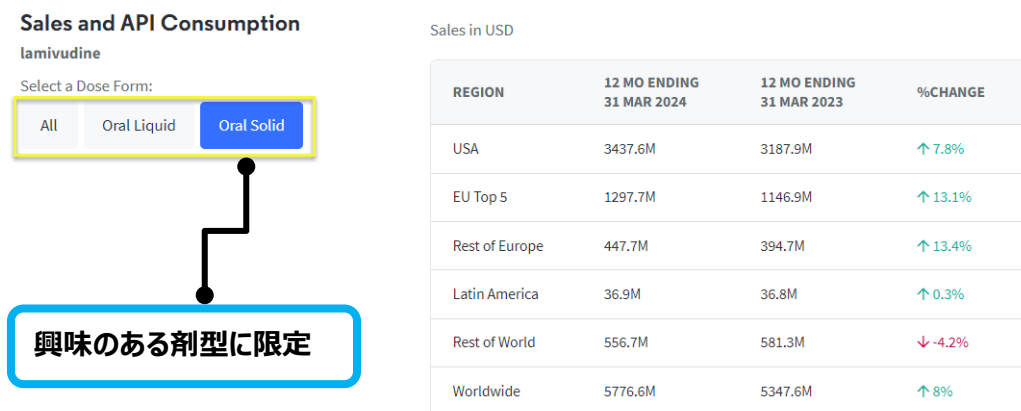 Sales and API Consumption
lamivudine
Select a Dose Form:
All Oral Liquid Oral Solid
興味のある剤型に限定
Sales in USD
REGION 12 MO ENDING 31 MAR 2024 12 MO ENDING 31 MAR 2023 %CHANGE
USA 3437.6M 3187.9M ↑ 7.8%
EU Top 5 1297.7M 1146.9M ↑ 13.1%
Rest of Europe 447.7M 394.7M ↑ 13.4%
Latin America 36.9M 36.8M ↑ 0.3%
Rest of World 556.7M 581.3M ↓ -4.2%
Worldwide 5776.6M 5347.6M ↑ 8%